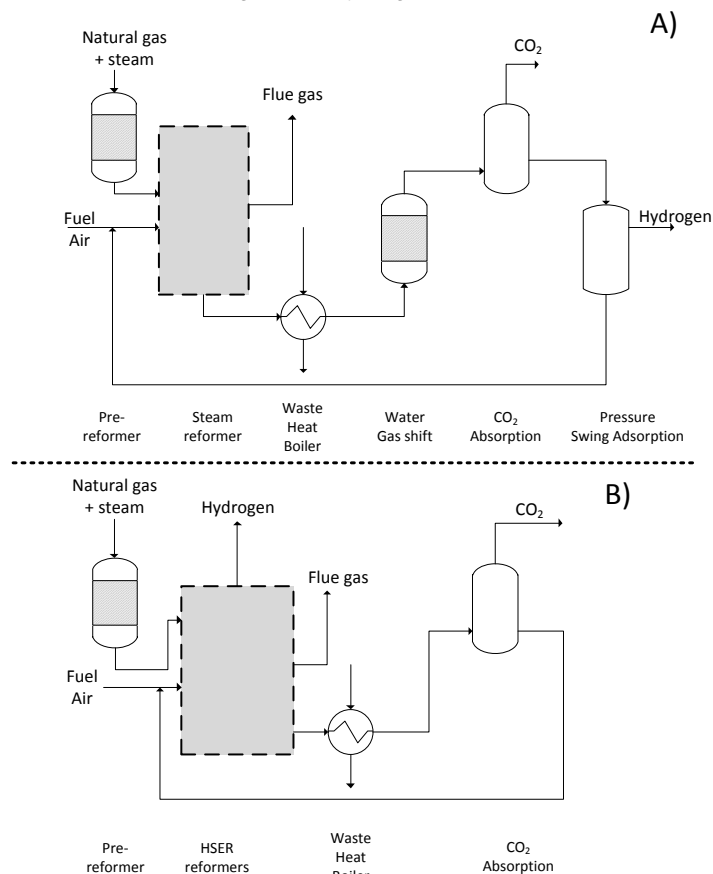 A)
Natural gas
+ steam
CO₂
Flue gas
Fuel
Air
Hydrogen
Pre-
reformer
Steam
reformer
Waste
Heat
Boiler
Water
Gas shift
CO₂
Absorption
Pressure
Swing Adsorption
B)
Natural gas
+ steam
Hydrogen
CO₂
Flue gas
Fuel
Air
Pre-
reformer
HSER
reformers
Waste
Heat
CO₂
Absorption